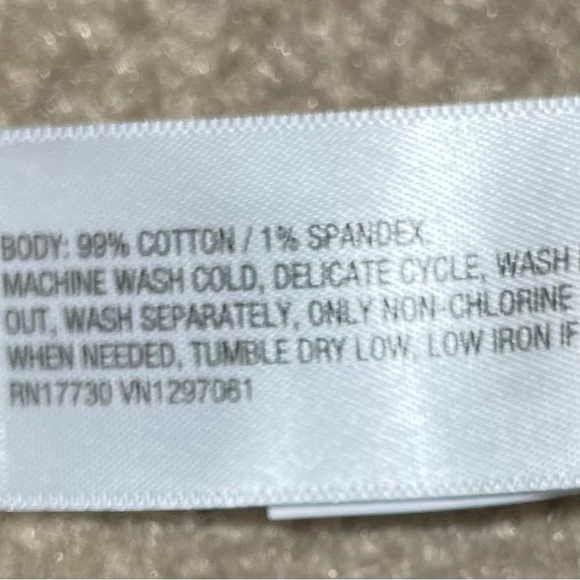 BODY: 99% COTTON / 1% SPANDEX
MACHINE WASH COLD, DELICATE CYCLE, WASH
OUT, WASH SEPARATELY, ONLY NON-CHLORINE
WHEN NEEDED, TUMBLE DRY LOW, LOW IRON IF
RN17730 VN1297061